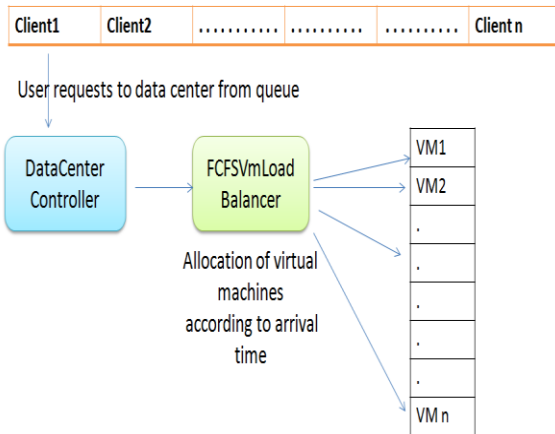 Client1 Client2 ........... .......... .......... Client n
User requests to data center from queue
DataCenter
Controller
FCFSVmLoad
Balancer
Allocation of virtual
machines
according to arrival
time
VM1
VM2
.
.
.
.
.
VM n